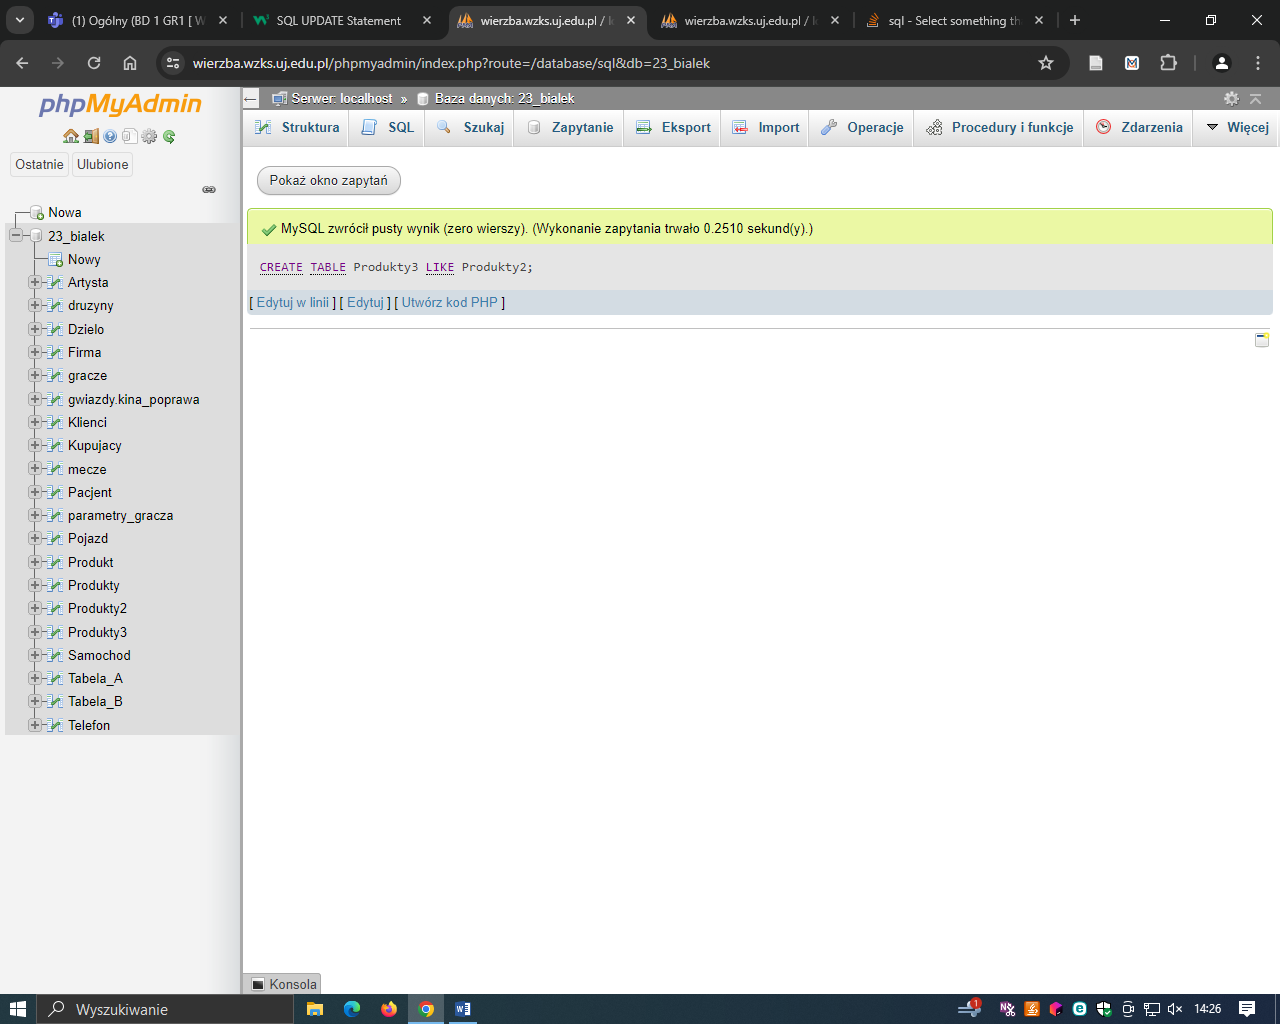 (1) Ogólny (BD 1 GR1 [ W
SQL UPDATE Statement
wierzba.wzks.uj.edu.pl /
wierzba.wzks.uj.edu.pl /
sql - Select something th
wierzba.wzks.uj.edu.pl/phpmyadmin/index.php?route=/database/sql&db=23_bialek
phpMyAdmin
Ostatnie
Ulubione
Nowa
23_bialek
Nowy
Artysta
druzyny
Dzielo
Firma
gracze
gwiazdy.kina_poprawa
Klienci
Kupujacy
mecze
Pacjent
parametry_gracza
Pojazd
Produkt
Produkty
Produkty2
Produkty3
Samochod
Tabela_A
Tabela_B
Telefon
Serwer: localhost » Baza danych: 23_bialek
Struktura SQL Szukaj Zapytanie Eksport Import Operacje Procedury i funkcje Zdarzenia Więcej
Pokaż okno zapytań
MySQL zwrócił pusty wynik (zero wierszy). (Wykonanie zapytania trwało 0.2510 sekund(y).)
CREATE TABLE Produkty3 LIKE Produkty2;
[ Edytuj w linii ] [ Edytuj ] [ Utwórz kod PHP ]
Konsola
Wyszukiwanie
1
14:26